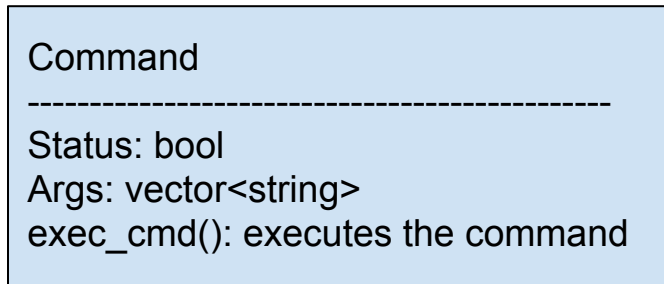 Command
-----------------------------------------------
Status: bool
Args: vector<string>
exec_cmd(): executes the command